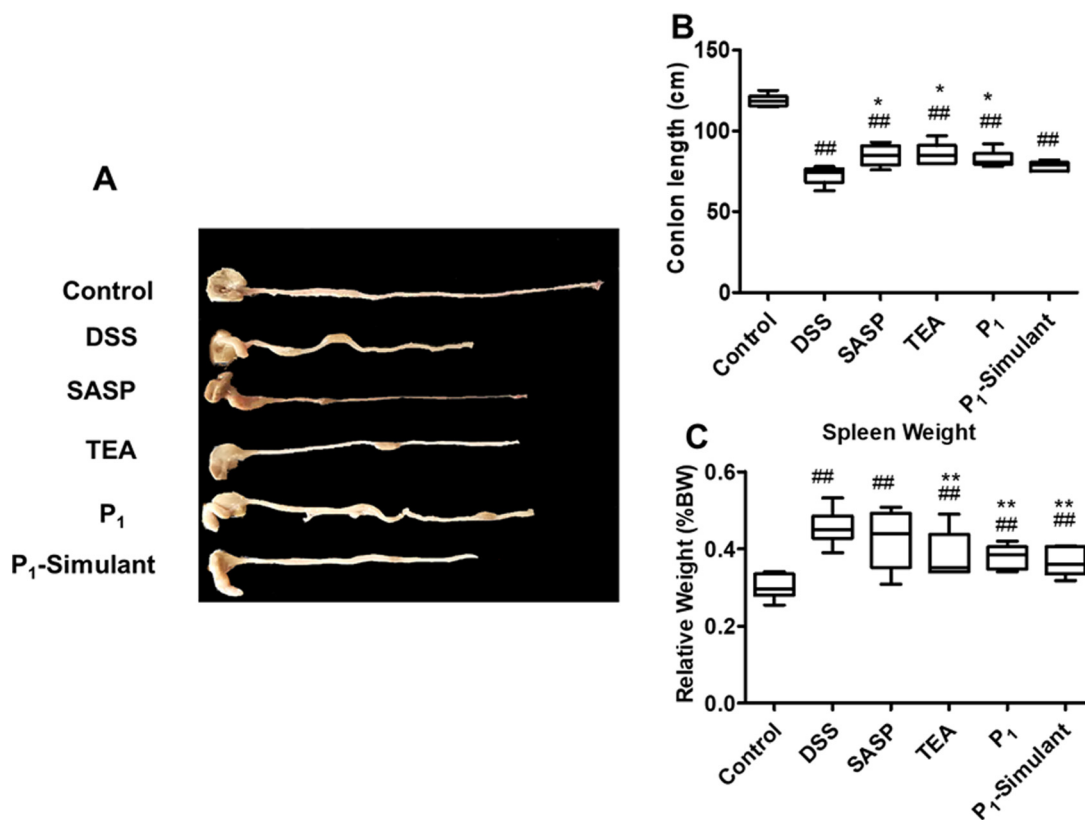 A
Control
DSS
SASP
TEA
P₁
P₁-Simulant
B
Conlon length (cm)
150
100
50
0
##
*
##
*
##
*
##
##
Control
DSS
SASP
TEA
P₁
P₁-Simulant
C
Spleen Weight
Relative Weight (%BW)
0.6
0.4
0.2
0.0
##
##
**
##
**
##
**
##
Control
DSS
SASP
TEA
P₁
P₁-Simulant